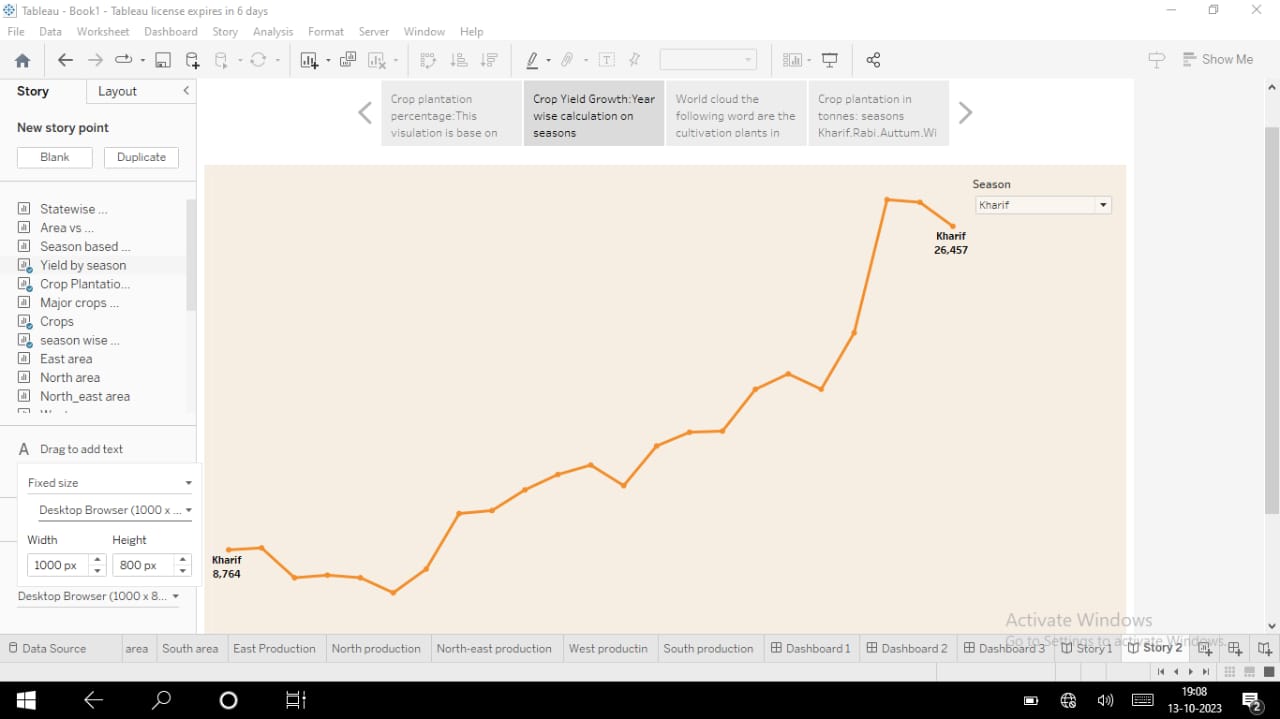 Tableau - Book1 - Tableau license expires in 6 days
File Data Worksheet Dashboard Story Analysis Format Server Window Help
Show Me
Story Layout
New story point
Blank Duplicate
Statewise ...
Area vs ...
Season based ...
Yield by season
Crop Plantatio...
Major crops ...
Crops
season wise ...
East area
North area
North_east area
A Drag to add text
Fixed size
Desktop Browser (1000 x ...
Width Height
1000 px 800 px
Desktop Browser (1000 x 8...
Crop plantation
percentage:This
visulation is base on
Crop Yield Growth:Year
wise calculation on
seasons
World cloud the
following word are the
cultivation plants in
Crop plantation in
tonnes: seasons
Kharif.Rabi.Auttum.Wi
Season
Kharif
Kharif
26,457
Kharif
8,764
Activate Windows
Go to Settings to activate Windows.
Data Source area South area East Production North production North-east production West productin South production Dashboard 1 Dashboard 2 Dashboard 3 Story 1 Story 2
19:08
13-10-2023
2